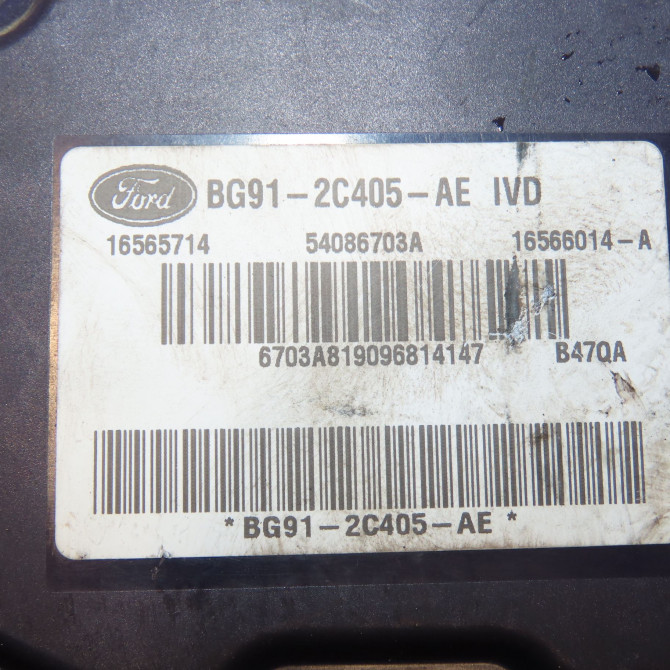 Ford BG91-2C405-AE IVD
16565714 54086703A 16566014-A
6703A819096814147 B47QA
*BG91-2C405-AE*